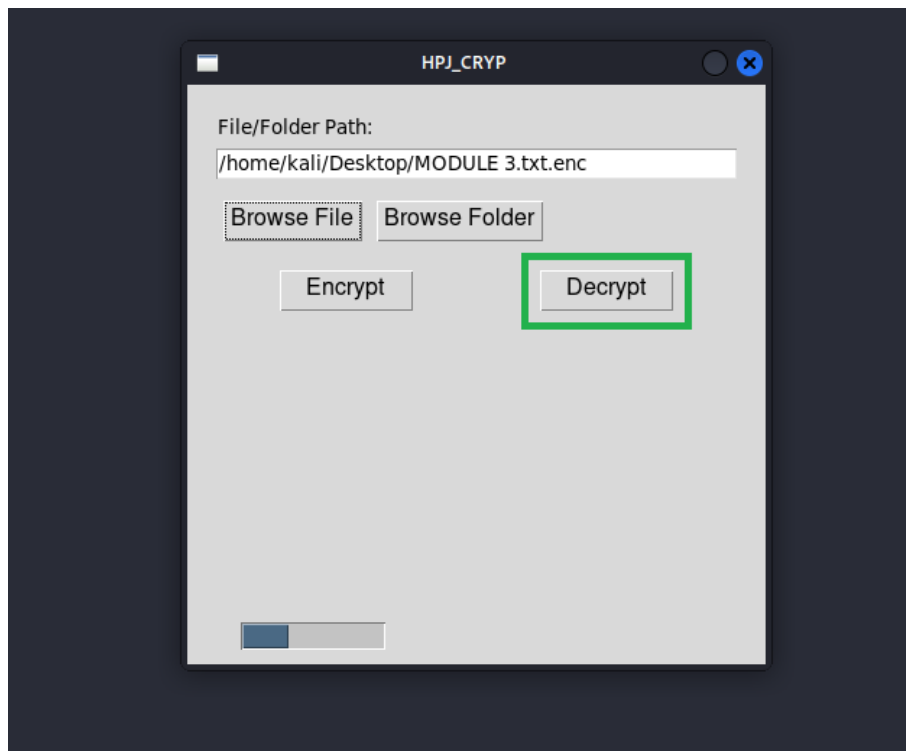 HPJ_CRYP
File/Folder Path:
/home/kali/Desktop/MODULE 3.txt.enc
Browse File Browse Folder
Encrypt Decrypt